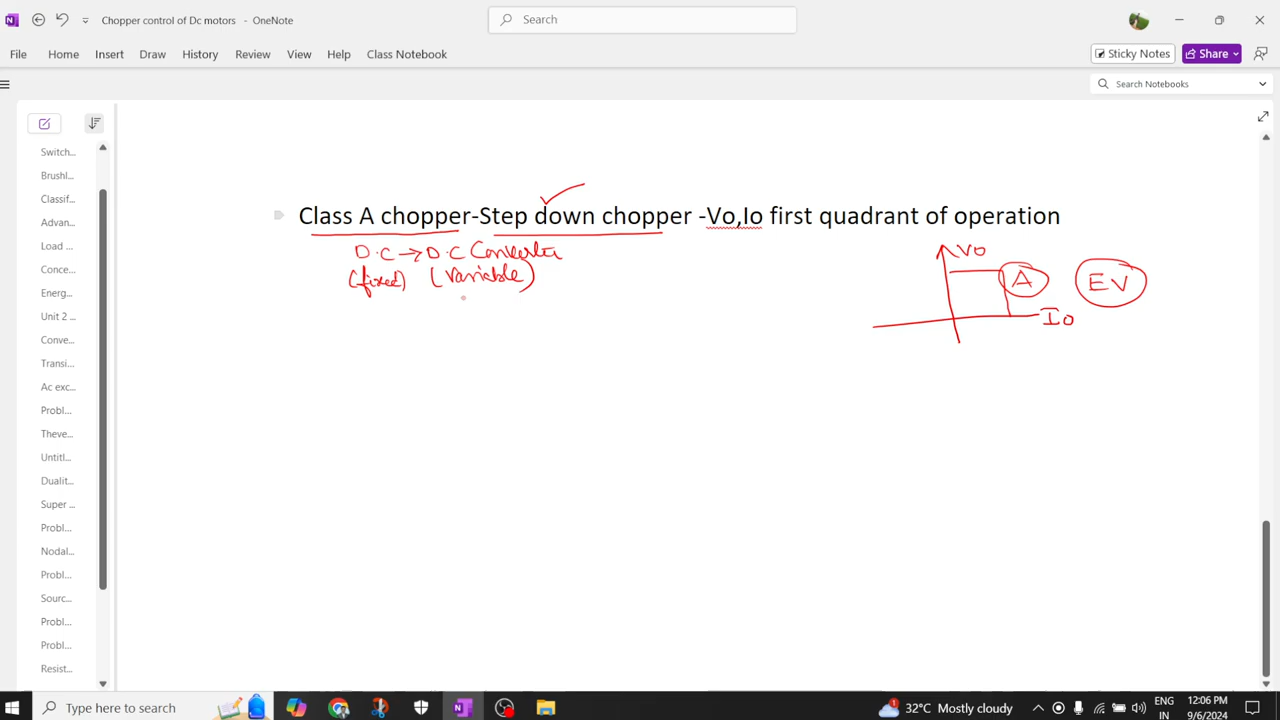 Chopper control of Dc motors - OneNote
Search
File Home Insert Draw History Review View Help Class Notebook
Sticky Notes
Share
Search Notebooks
Switch...
Brushl...
Classif...
Advan...
Load ...
Conce...
Energ...
Unit 2 ...
Conve...
Transi...
Ac exc...
Probl...
Theve...
Untitl...
Dualit...
Super ...
Probl...
Nodal...
Probl...
Sourc...
Probl...
Probl...
Resist...
Class A chopper-Step down chopper -Vo,Io first quadrant of operation
D.C → D.C Converter
(fixed) (Variable)
Vo
A
EV
Io
Type here to search
32°C Mostly cloudy
ENG
IN
12:06 PM
9/6/2024